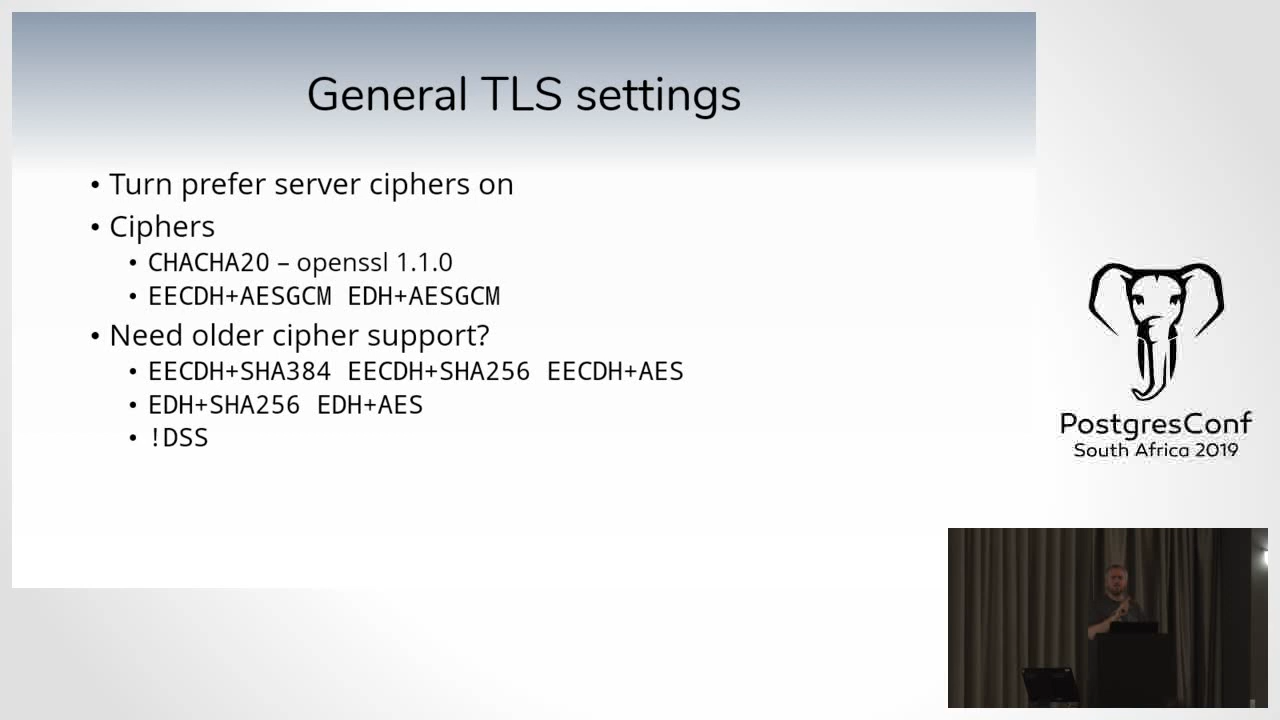 General TLS settings
• Turn prefer server ciphers on
• Ciphers
• CHACHA20 – openssl 1.1.0
• EECDH+AESGCM EDH+AESGCM
• Need older cipher support?
• EECDH+SHA384 EECDH+SHA256 EECDH+AES
• EDH+SHA256 EDH+AES
• !DSS
PostgresConf
South Africa 2019